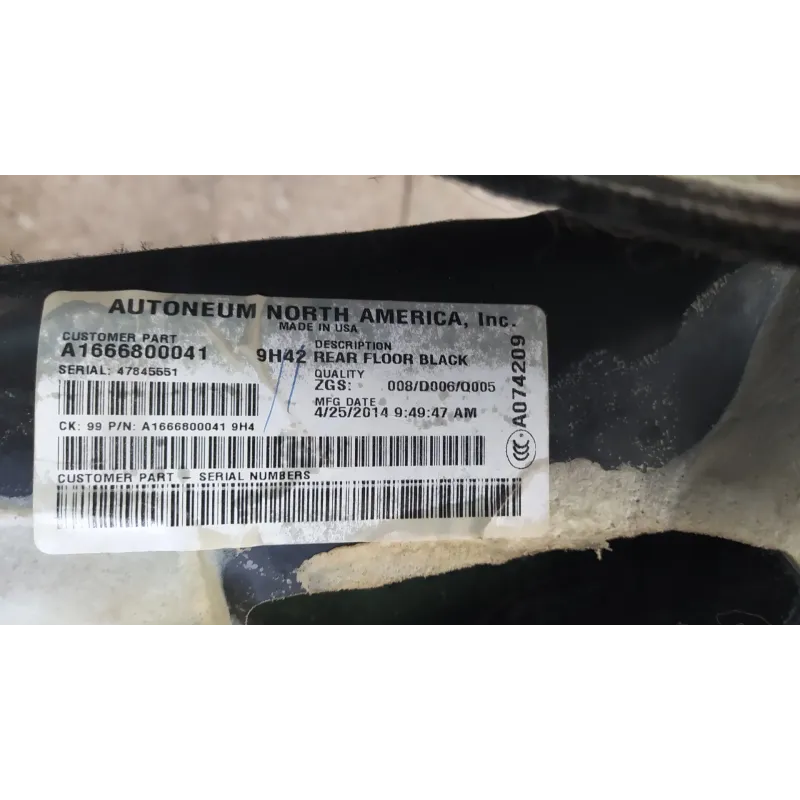 AUTONEUM NORTH AMERICA, Inc.
MADE IN USA
CUSTOMER PART
A1666800041 9H42
DESCRIPTION
REAR FLOOR BLACK
SERIAL: 47845551
QUALITY
ZGS: 008/D006/Q005
MFG DATE
4/25/2014 9:49:47 AM
CK: 99 P/N: A1666800041 9H4
CUSTOMER PART - SERIAL NUMBERS
CCC A074209